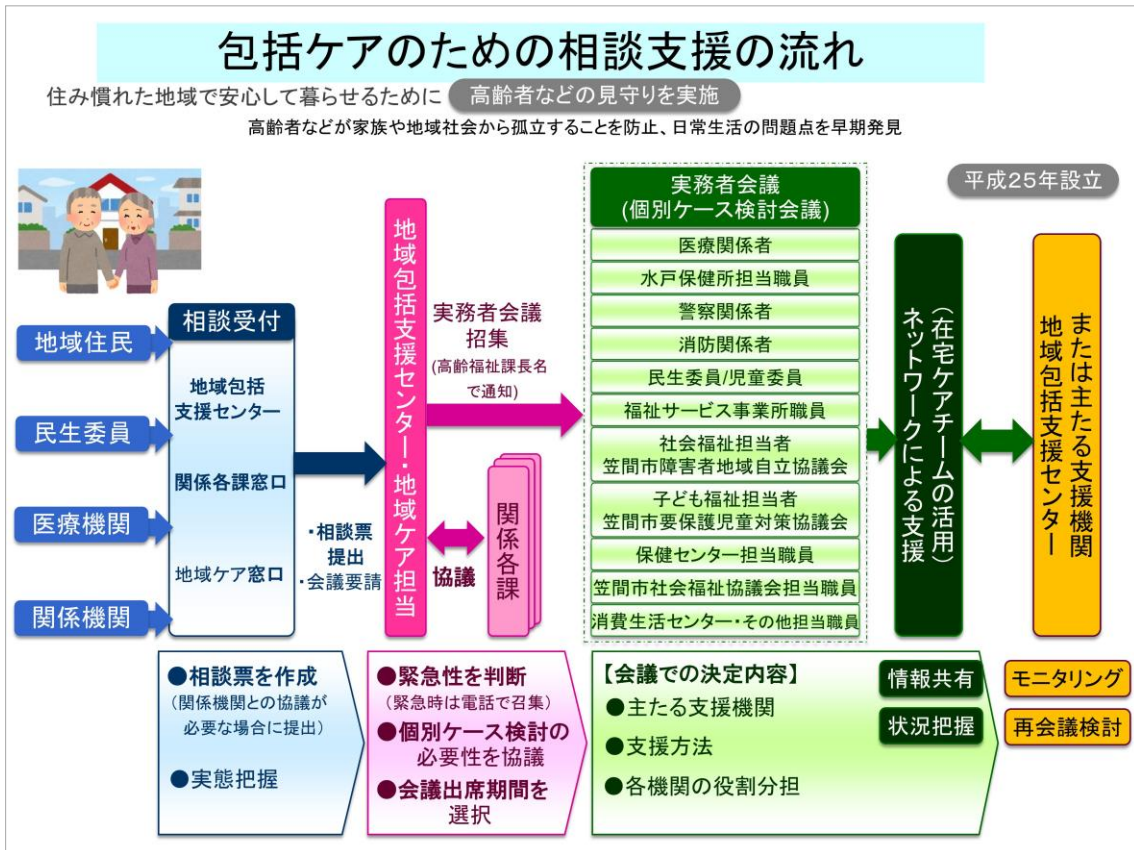 包括ケアのための相談支援の流れ
住み慣れた地域で安心して暮らせるために 高齢者などの見守りを実施
高齢者などが家族や地域社会から孤立することを防止、日常生活の問題点を早期発見
平成25年設立
地域住民
民生委員
医療機関
関係機関
相談受付
地域包括
支援センター
関係各課窓口
地域ケア窓口
・相談票
提出
・会議要請
地域包括支援センター・地域ケア担当
実務者会議
招集
(高齢福祉課長名
で通知)
協議
関係各課
実務者会議
(個別ケース検討会議)
医療関係者
水戸保健所担当職員
警察関係者
消防関係者
民生委員/児童委員
福祉サービス事業所職員
社会福祉担当者
笠間市障害者地域自立協議会
子ども福祉担当者
笠間市要保護児童対策協議会
保健センター担当職員
笠間市社会福祉協議会担当職員
消費生活センター・その他担当職員
(在宅ケアチームの活用)
ネットワークによる支援
または主たる支援機関
地域包括支援センター
●相談票を作成
(関係機関との協議が
必要な場合に提出)
●実態把握
●緊急性を判断
(緊急時は電話で召集)
●個別ケース検討の
必要性を協議
●会議出席期間を
選択
【会議での決定内容】
●主たる支援機関
●支援方法
●各機関の役割分担
情報共有
状況把握
モニタリング
再会議検討